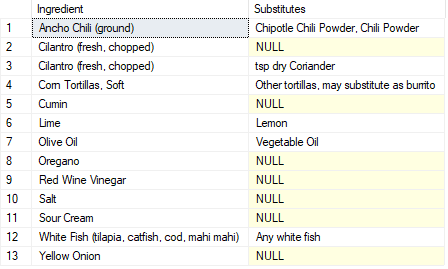 Ingredient Substitutes
1 Ancho Chili (ground) Chipotle Chili Powder, Chili Powder
2 Cilantro (fresh, chopped) NULL
3 Cilantro (fresh, chopped) tsp dry Coriander
4 Corn Tortillas, Soft Other tortillas, may substitute as burrito
5 Cumin NULL
6 Lime Lemon
7 Olive Oil Vegetable Oil
8 Oregano NULL
9 Red Wine Vinegar NULL
10 Salt NULL
11 Sour Cream NULL
12 White Fish (tilapia, catfish, cod, mahi mahi) Any white fish
13 Yellow Onion NULL